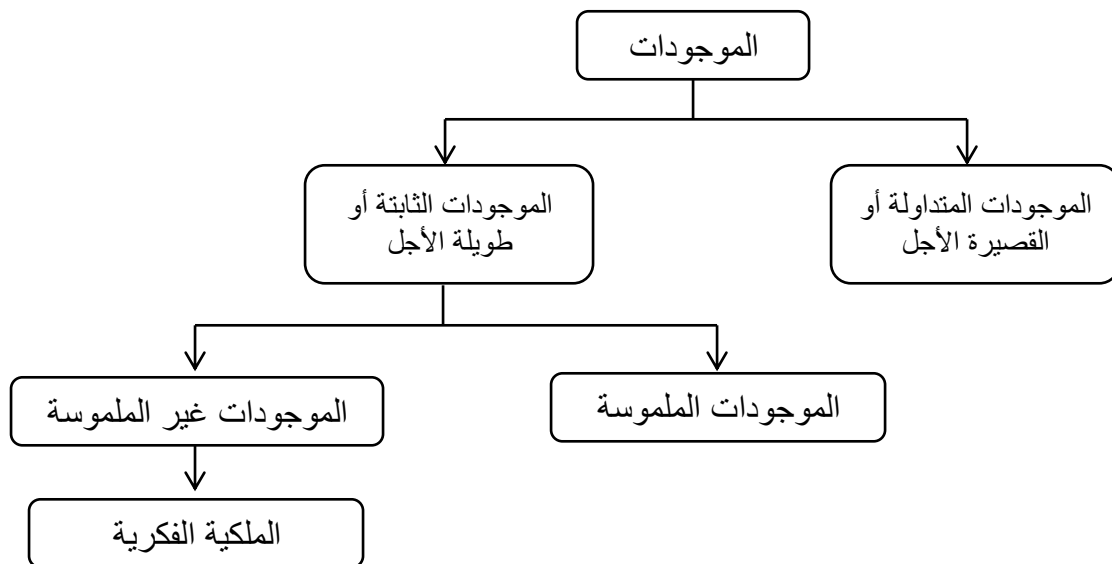 الموجودات
الموجودات المتداولة أو
القصيرة الأجل
الموجودات الثابتة أو
طويلة الأجل
الموجودات الملموسة
الموجودات غير الملموسة
الملكية الفكرية